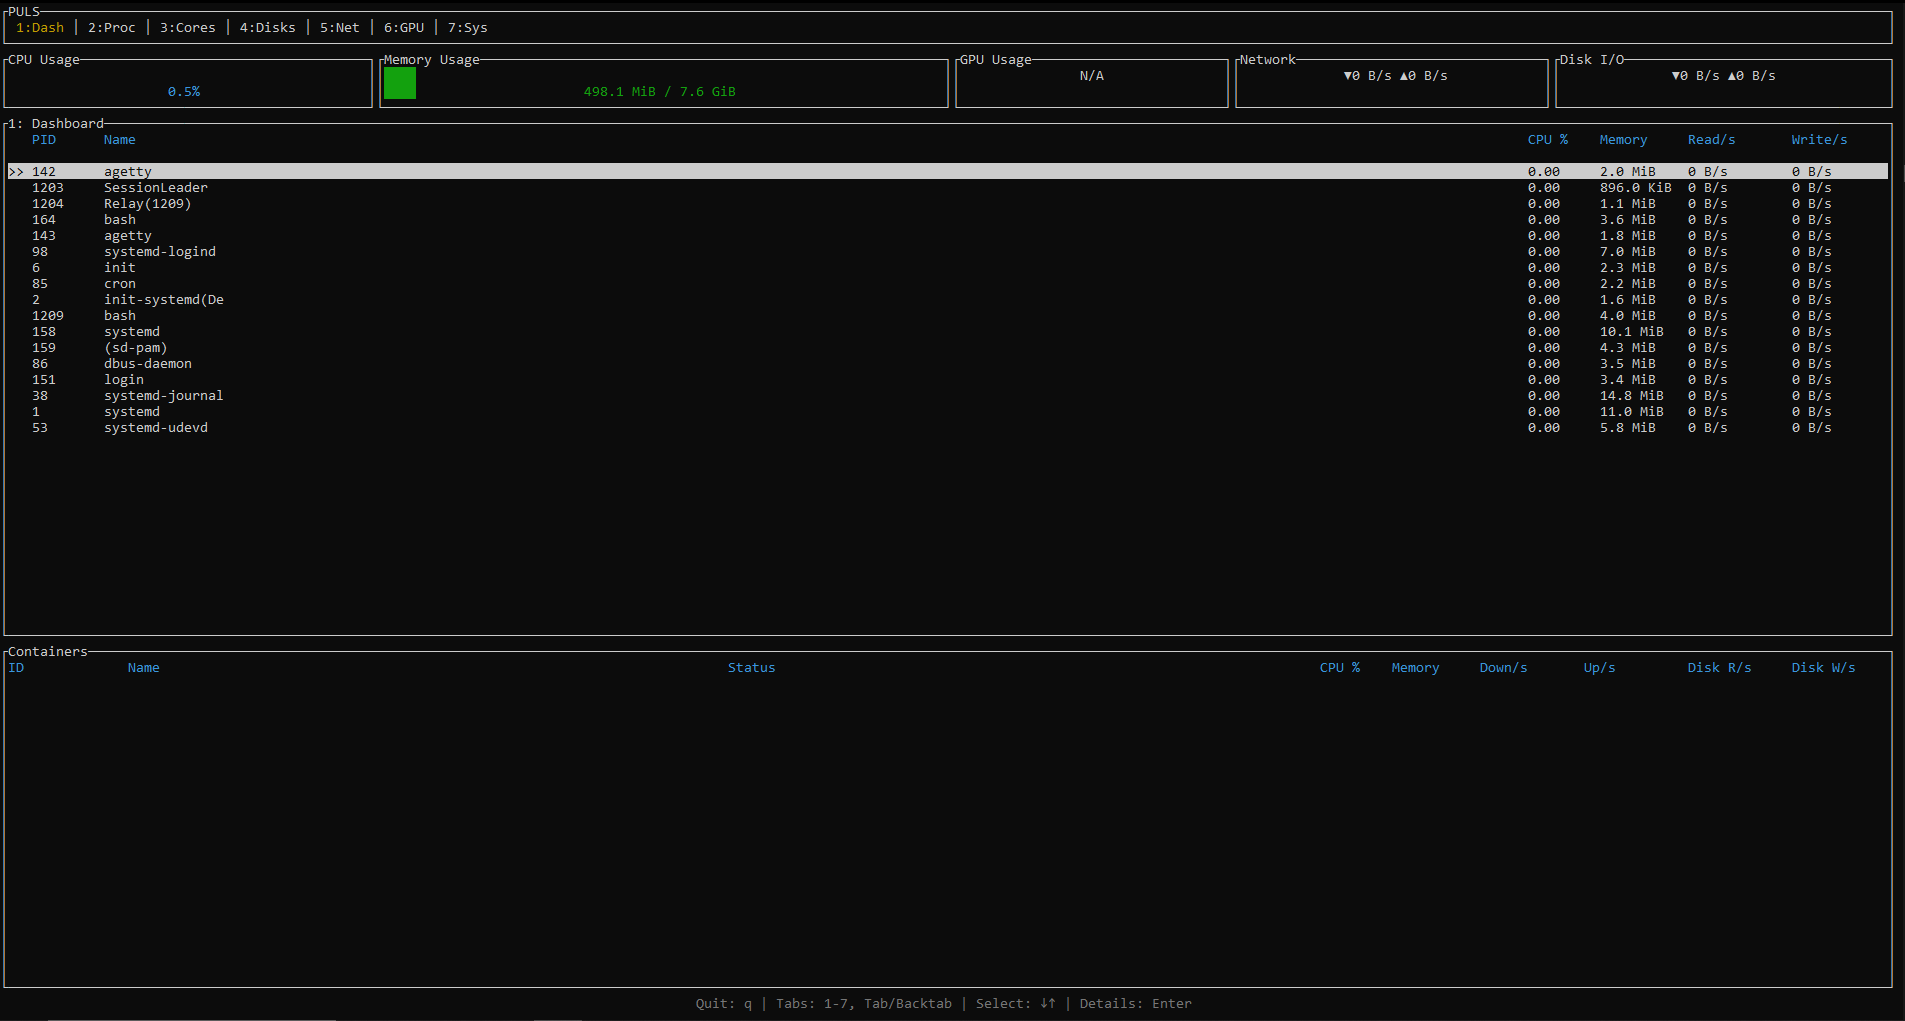 PULS
1:Dash │ 2:Proc │ 3:Cores │ 4:Disks │ 5:Net │ 6:GPU │ 7:Sys
CPU Usage Memory Usage GPU Usage Network Disk I/O
N/A ▼0 B/s ▲0 B/s ▼0 B/s ▲0 B/s
0.5% 498.1 MiB / 7.6 GiB
1: Dashboard
PID Name CPU % Memory Read/s Write/s
>> 142 agetty 0.00 2.0 MiB 0 B/s 0 B/s
1203 SessionLeader 0.00 896.0 KiB 0 B/s 0 B/s
1204 Relay(1209) 0.00 1.1 MiB 0 B/s 0 B/s
164 bash 0.00 3.6 MiB 0 B/s 0 B/s
143 agetty 0.00 1.8 MiB 0 B/s 0 B/s
98 systemd-logind 0.00 7.0 MiB 0 B/s 0 B/s
6 init 0.00 2.3 MiB 0 B/s 0 B/s
85 cron 0.00 2.2 MiB 0 B/s 0 B/s
2 init-systemd(De 0.00 1.6 MiB 0 B/s 0 B/s
1209 bash 0.00 4.0 MiB 0 B/s 0 B/s
158 systemd 0.00 10.1 MiB 0 B/s 0 B/s
159 (sd-pam) 0.00 4.3 MiB 0 B/s 0 B/s
86 dbus-daemon 0.00 3.5 MiB 0 B/s 0 B/s
151 login 0.00 3.4 MiB 0 B/s 0 B/s
38 systemd-journal 0.00 14.8 MiB 0 B/s 0 B/s
1 systemd 0.00 11.0 MiB 0 B/s 0 B/s
53 systemd-udevd 0.00 5.8 MiB 0 B/s 0 B/s
Containers
ID Name Status CPU % Memory Down/s Up/s Disk R/s Disk W/s
Quit: q | Tabs: 1-7, Tab/Backtab | Select: ↓↑ | Details: Enter